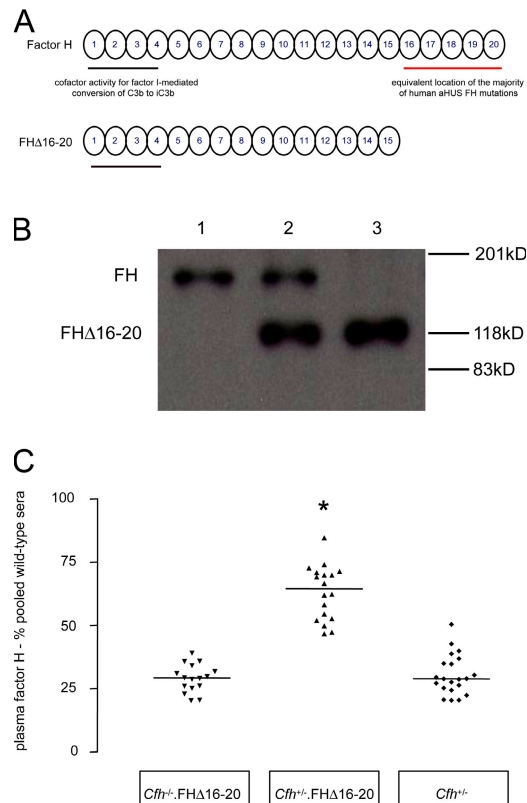 A
Factor H 1 2 3 4 5 6 7 8 9 10 11 12 13 14 15 16 17 18 19 20
cofactor activity for factor I-mediated
conversion of C3b to iC3b
equivalent location of the majority
of human aHUS FH mutations
FHΔ16-20 1 2 3 4 5 6 7 8 9 10 11 12 13 14 15
B
1 2 3
FH
FHΔ16-20
201kD
118kD
83kD
C
plasma factor H - % pooled wild-type sera
100
75
50
25
0
*
Cfh-/-.FHΔ16-20
Cfh+/-.FHΔ16-20
Cfh+/-